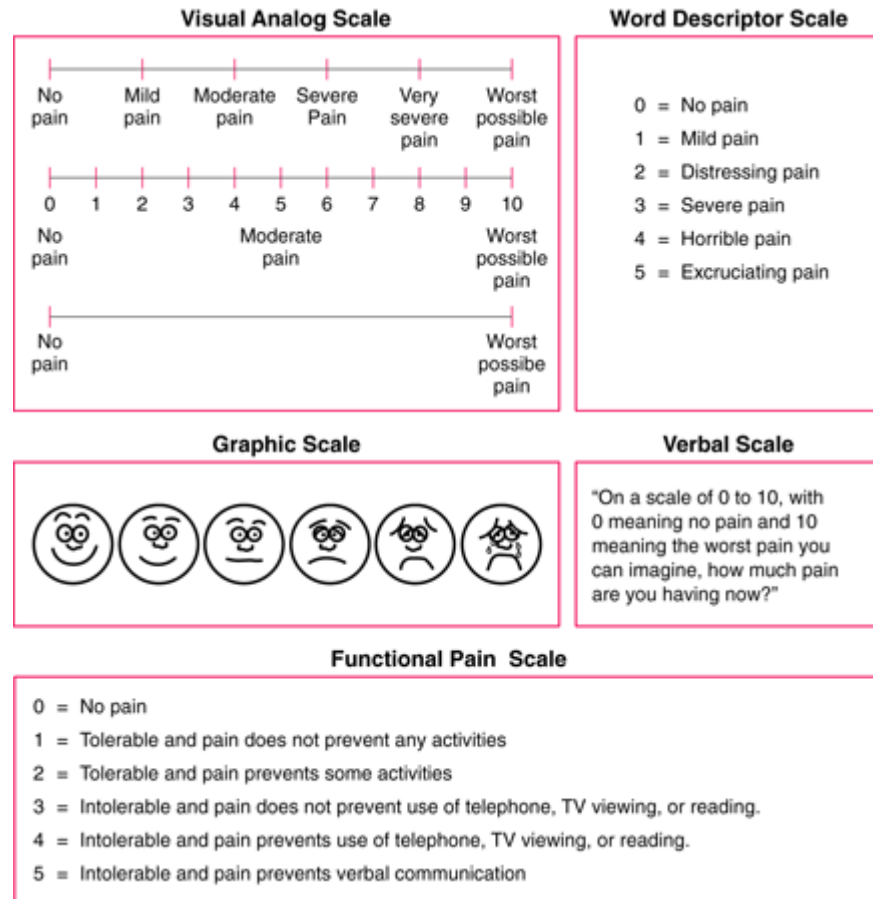 Visual Analog Scale
No pain
Mild pain
Moderate pain
Severe Pain
Very severe pain
Worst possible pain
0 1 2 3 4 5 6 7 8 9 10
No pain
Moderate pain
Worst possible pain
No pain
Worst possibe pain
Word Descriptor Scale
0 = No pain
1 = Mild pain
2 = Distressing pain
3 = Severe pain
4 = Horrible pain
5 = Excruciating pain
Graphic Scale
Verbal Scale
“On a scale of 0 to 10, with
0 meaning no pain and 10
meaning the worst pain you
can imagine, how much pain
are you having now?”
Functional Pain Scale
0 = No pain
1 = Tolerable and pain does not prevent any activities
2 = Tolerable and pain prevents some activities
3 = Intolerable and pain does not prevent use of telephone, TV viewing, or reading.
4 = Intolerable and pain prevents use of telephone, TV viewing, or reading.
5 = Intolerable and pain prevents verbal communication